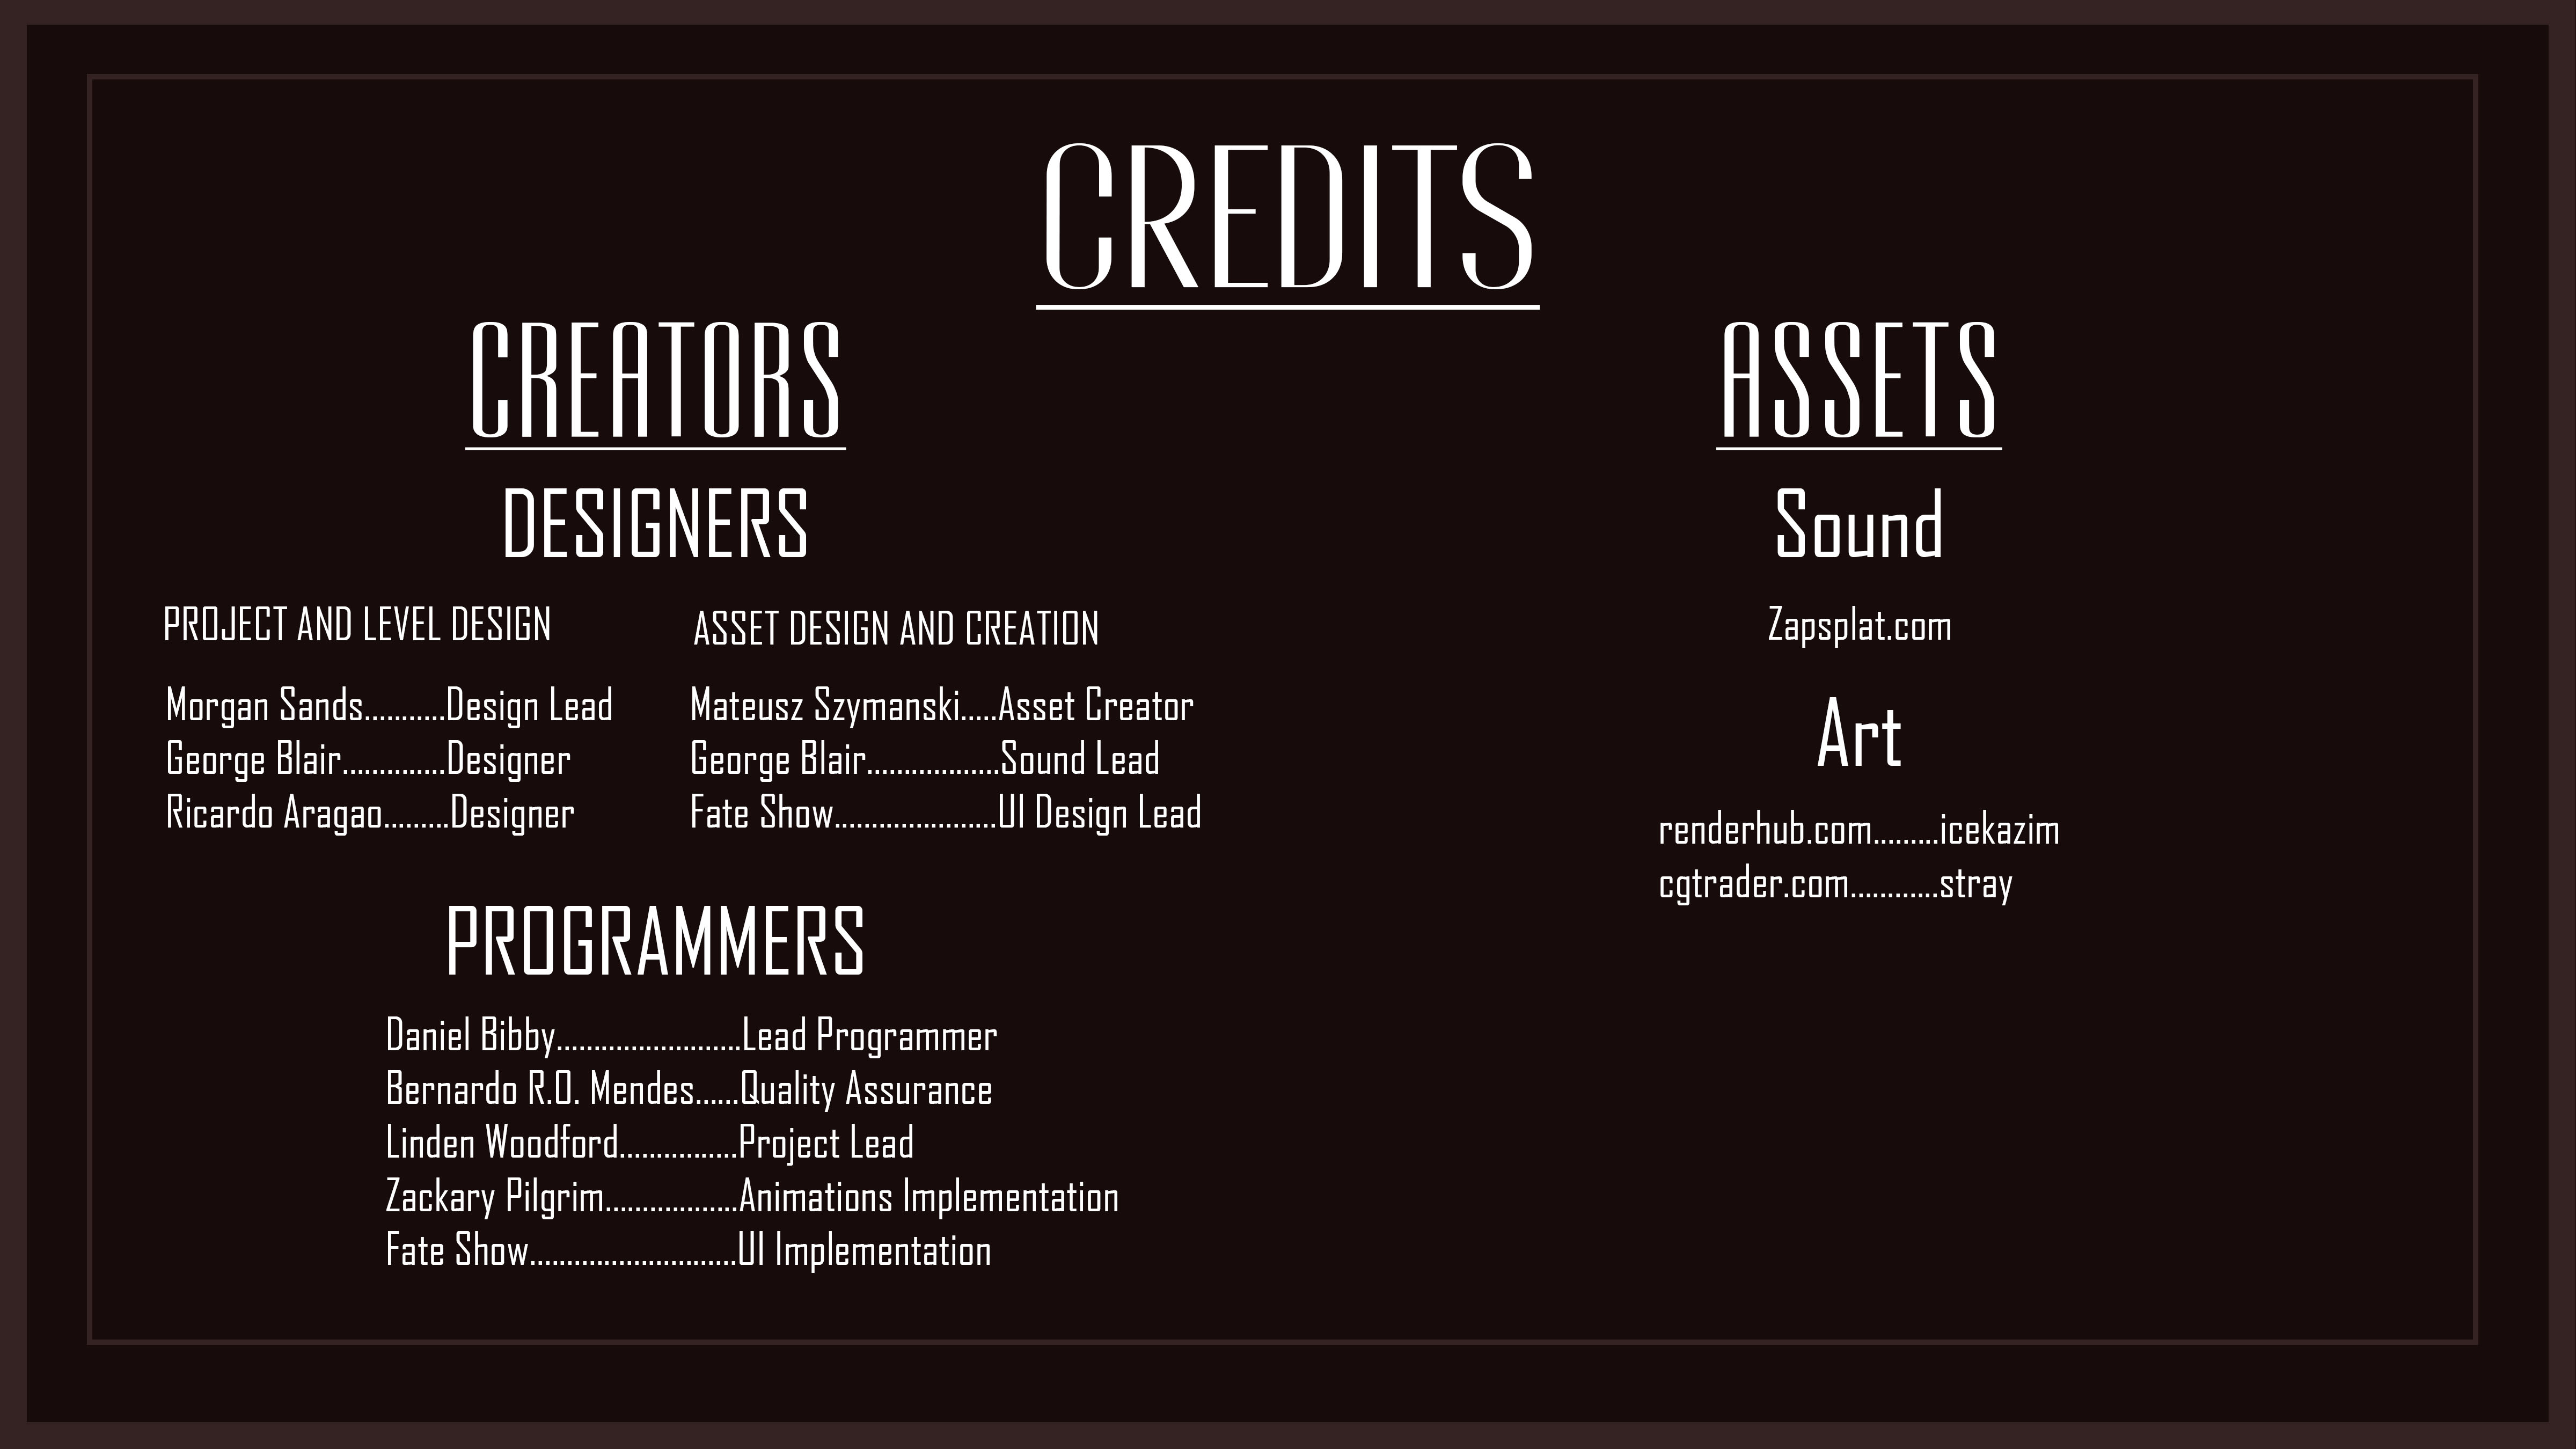 CREDITS
CREATORS
DESIGNERS
PROJECT AND LEVEL DESIGN
Morgan Sands...........Design Lead
George Blair..............Designer
Ricardo Aragao.........Designer
ASSET DESIGN AND CREATION
Mateusz Szymanski.....Asset Creator
George Blair..................Sound Lead
Fate Show......................UI Design Lead
PROGRAMMERS
Daniel Bibby.........................Lead Programmer
Bernardo R.O. Mendes......Quality Assurance
Linden Woodford................Project Lead
Zackary Pilgrim..................Animations Implementation
Fate Show............................UI Implementation
ASSETS
Sound
Zapsplat.com
Art
renderhub.com.........icekazim
cgtrader.com............stray